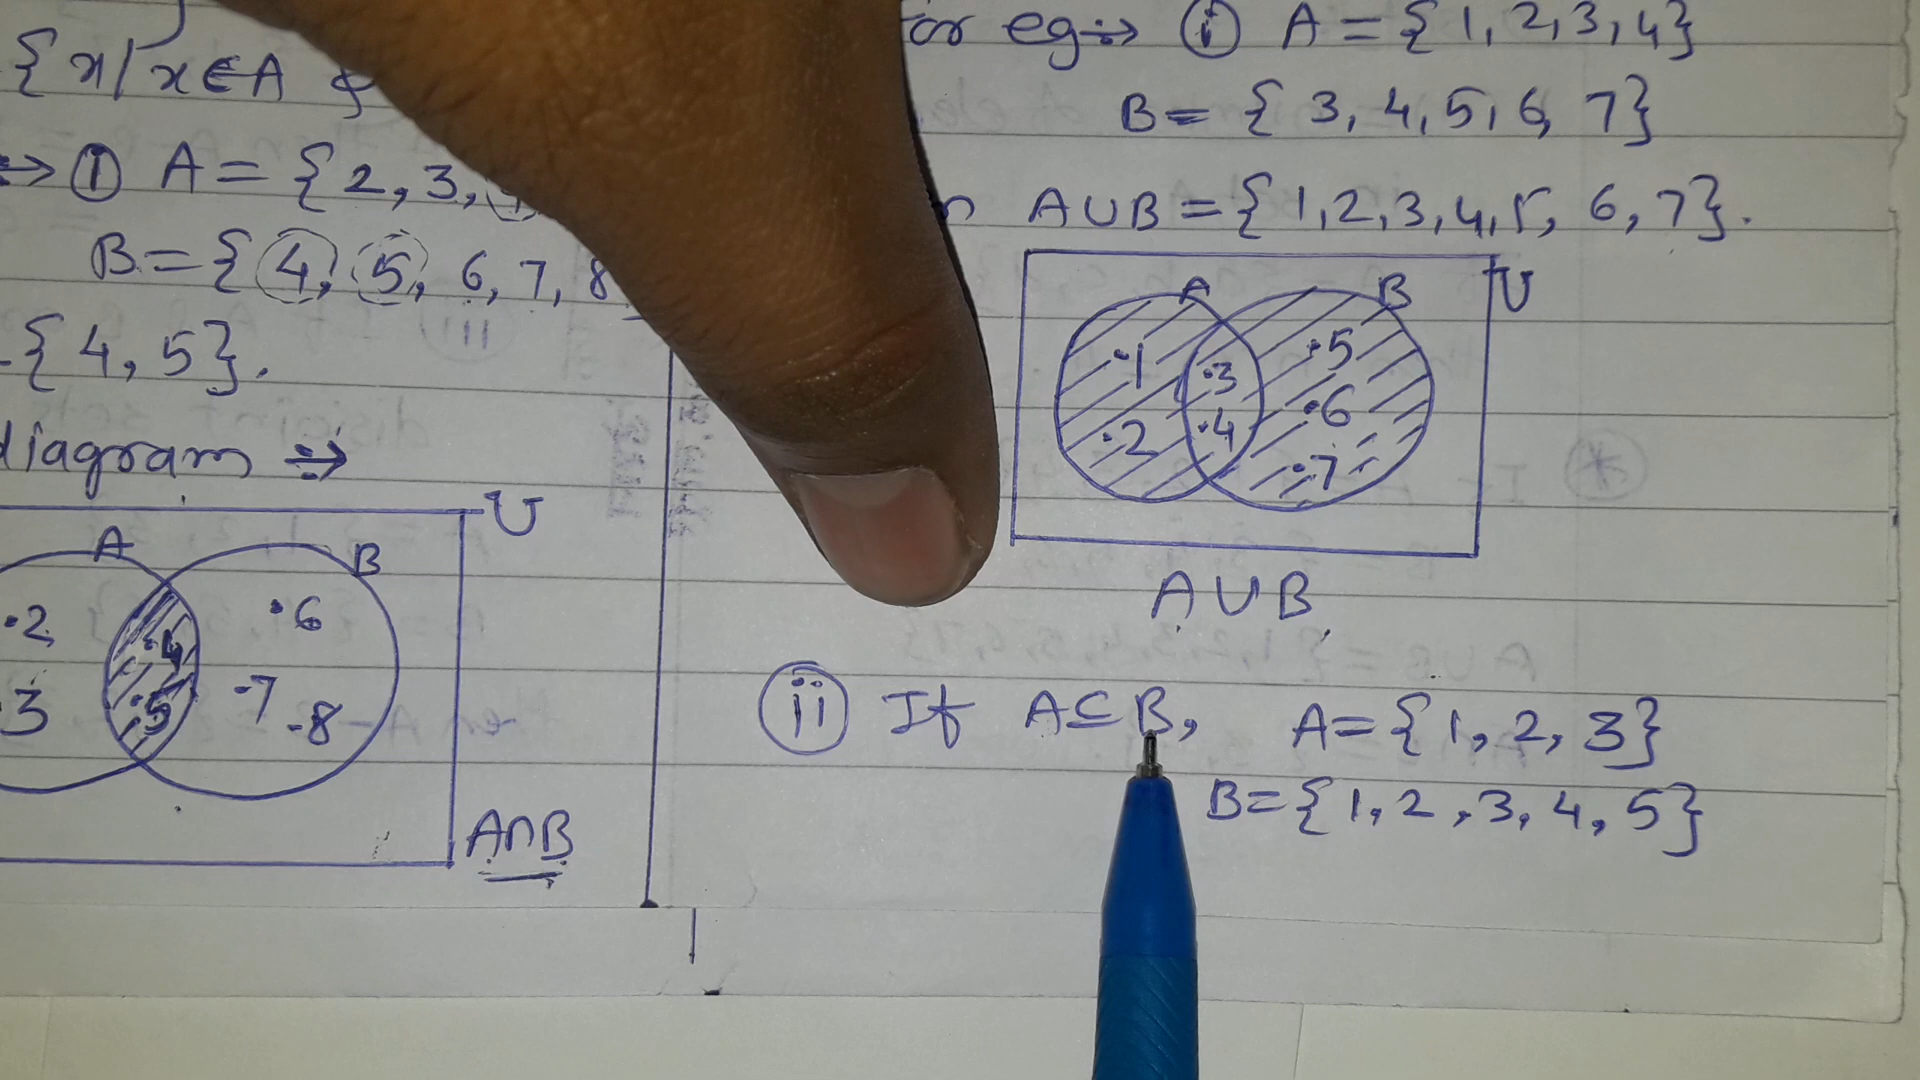 {x/x∈A &
① A = {2, 3,
B = {4, 5, 6, 7, 8
{4, 5}.
diagram ⇒
U
A
B
.2
.4
.6
.3
.5
.7
.8
A∩B
or eg ⇒ ⓘ A = {1, 2, 3, 4}
B = {3, 4, 5, 6, 7}
A∪B = {1, 2, 3, 4, 5, 6, 7}.
A
B
U
.1
.3
.5
.2
.4
.6
.7
A∪B
ⓘⓘ If A⊆B, A = {1, 2, 3}
B = {1, 2, 3, 4, 5}